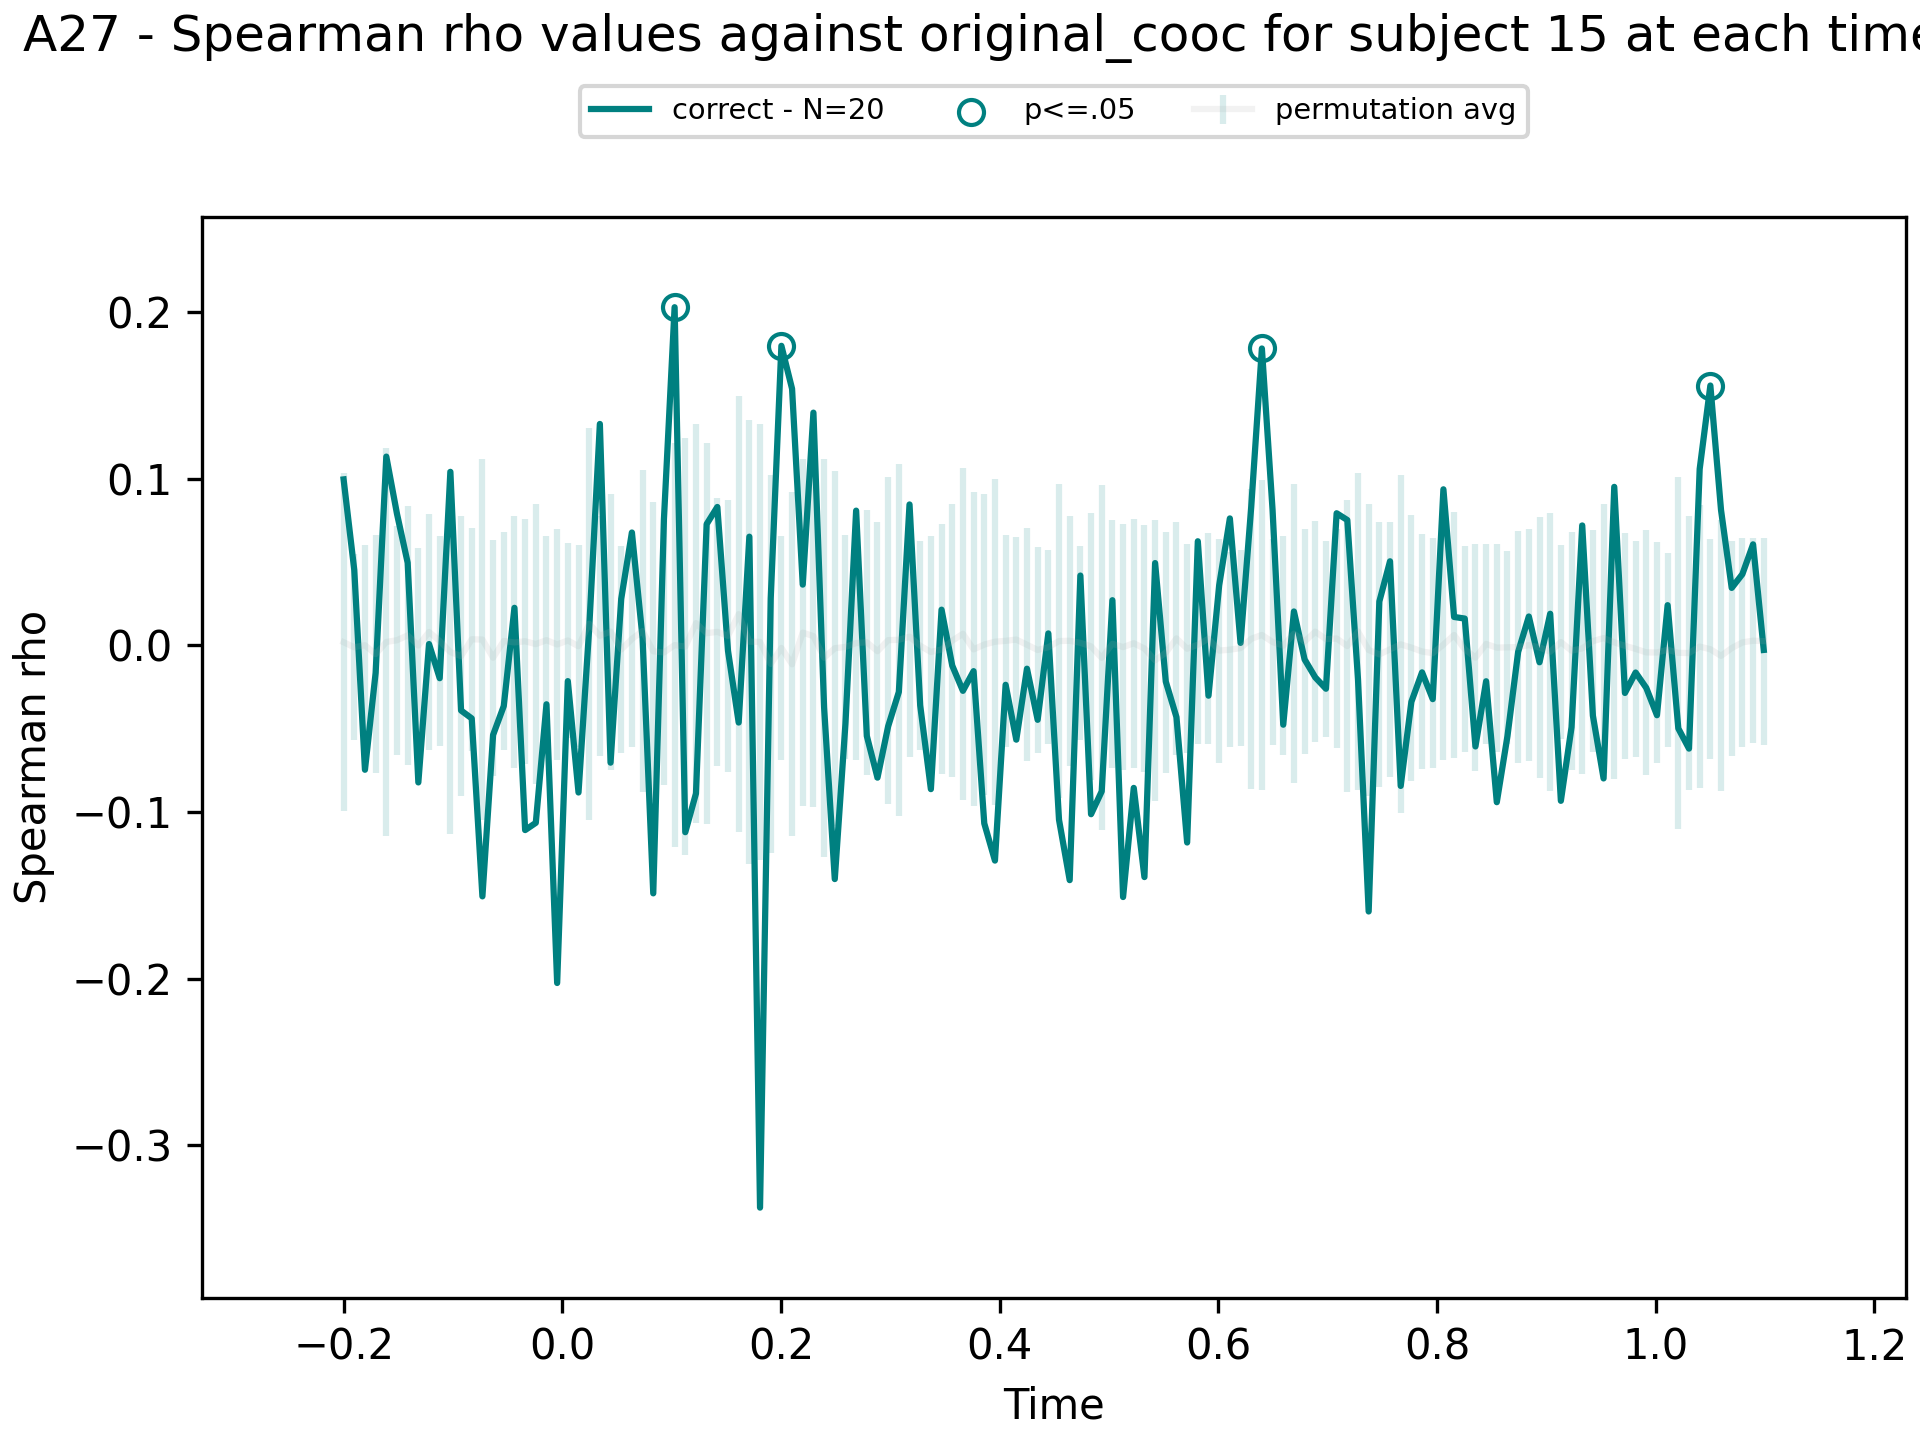 A27 - Spearman rho values against original_cooc for subject 15 at each time
correct - N=20 p<=.05 permutation avg
0.2
0.1
0.0
−0.1
−0.2
−0.3
Spearman rho
−0.2 0.0 0.2 0.4 0.6 0.8 1.0 1.2
Time